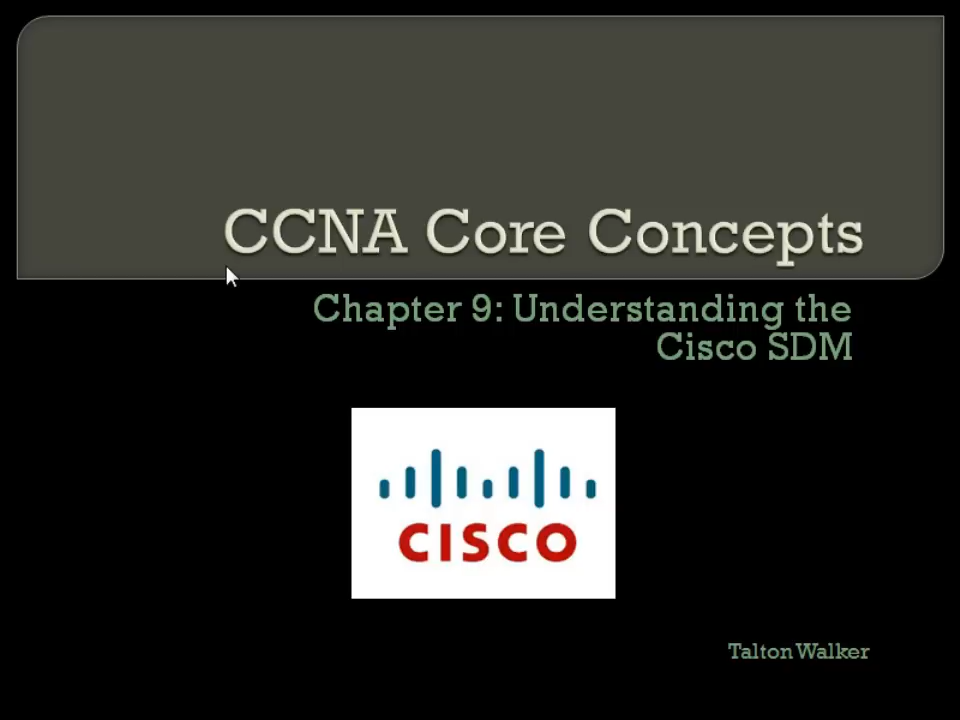 CCNA Core Concepts
Chapter 9: Understanding the
Cisco SDM
CISCO
Talton Walker